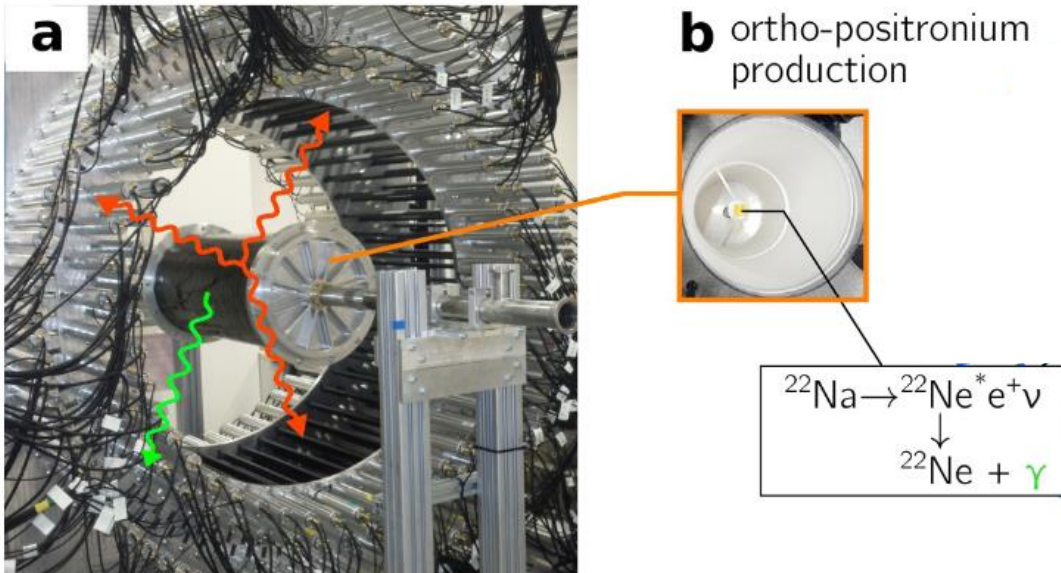 a
b ortho-positronium
production
²²Na→²²Ne*e⁺ν
↓
²²Ne + γ